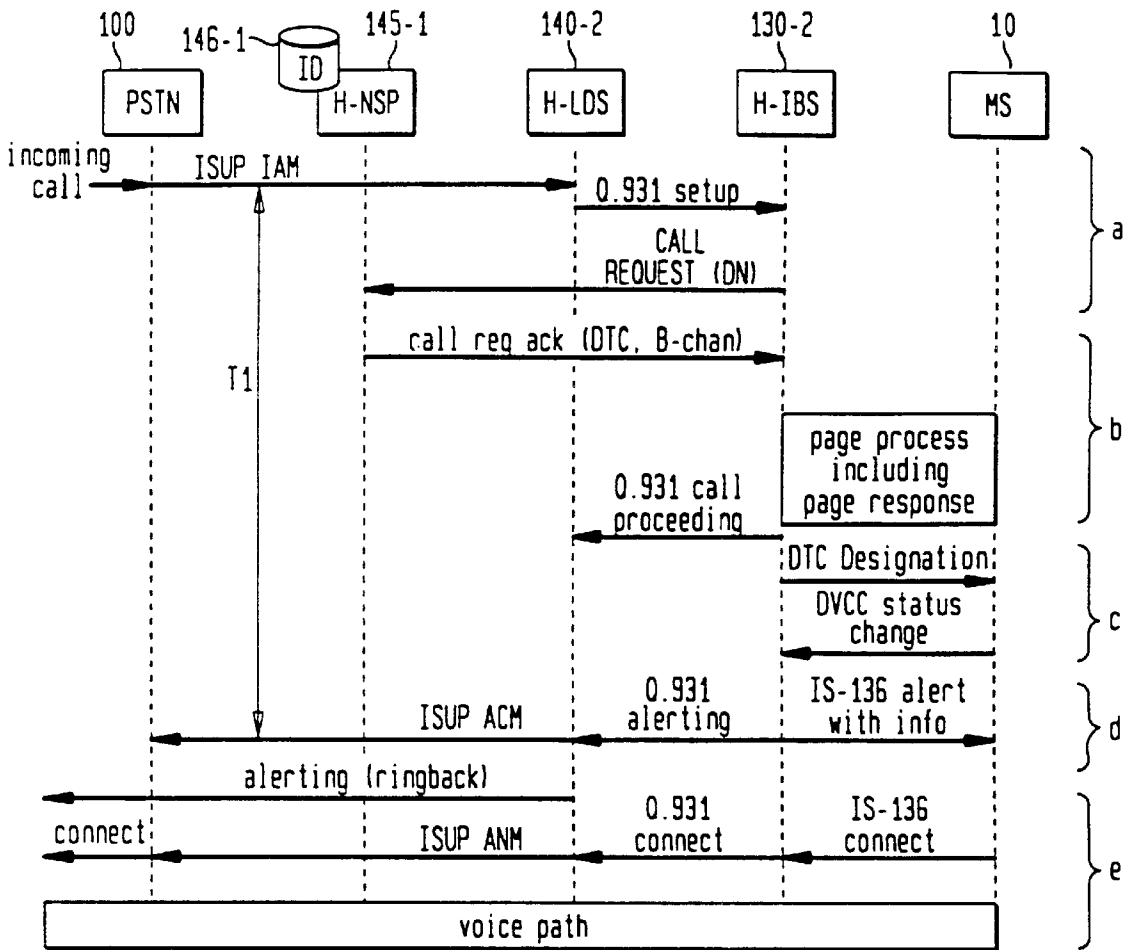 100
146-1
145-1
140-2
130-2
10
ID
PSTN
H-NSP
H-LDS
H-IBS
MS
incoming
call
ISUP IAM
Q.931 setup
a
CALL
REQUEST (DN)
call req ack (DTC, B-chan)
T1
b
page process
including
page response
Q.931 call
proceeding
DTC Designation
DVCC status
change
c
Q.931
alerting
IS-136 alert
with info
ISUP ACM
d
alerting (ringback)
connect
ISUP ANM
Q.931
connect
IS-136
connect
e
voice path